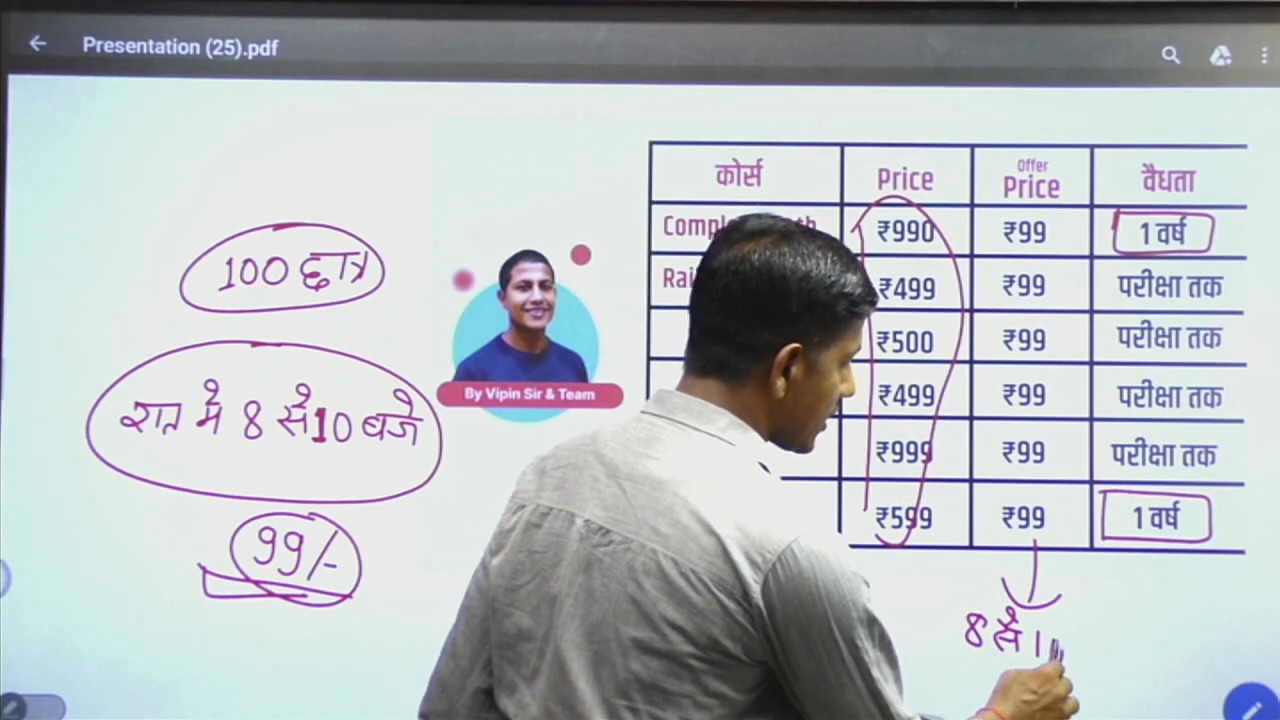 Presentation (25).pdf
कोर्स Price Offer Price वैधता
₹990 ₹99 1 वर्ष
₹499 ₹99 परीक्षा तक
₹500 ₹99 परीक्षा तक
₹499 ₹99 परीक्षा तक
₹999 ₹99 परीक्षा तक
₹599 ₹99 1 वर्ष
100 छात्र
By Vipin Sir & Team
रात मे 8 से 10 बजे
99/-
8 से 1